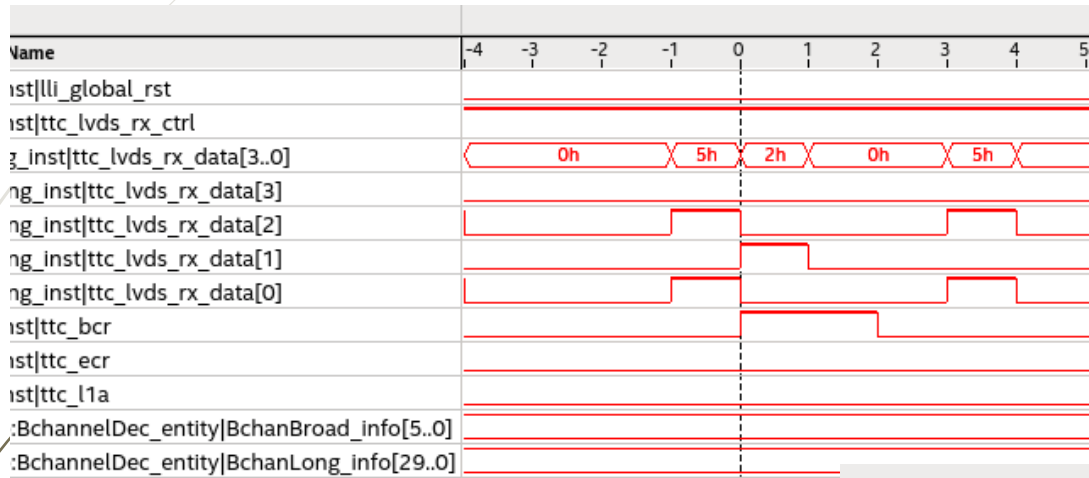 Name -4 -3 -2 -1 0 1 2 3 4 5
nst|lli_global_rst
nst|ttc_lvds_rx_ctrl
g_inst|ttc_lvds_rx_data[3..0] 0h 5h 2h 0h 5h
ng_inst|ttc_lvds_rx_data[3]
ng_inst|ttc_lvds_rx_data[2]
ng_inst|ttc_lvds_rx_data[1]
ng_inst|ttc_lvds_rx_data[0]
nst|ttc_bcr
nst|ttc_ecr
nst|ttc_l1a
:BchannelDec_entity|BchanBroad_info[5..0]
:BchannelDec_entity|BchanLong_info[29..0]